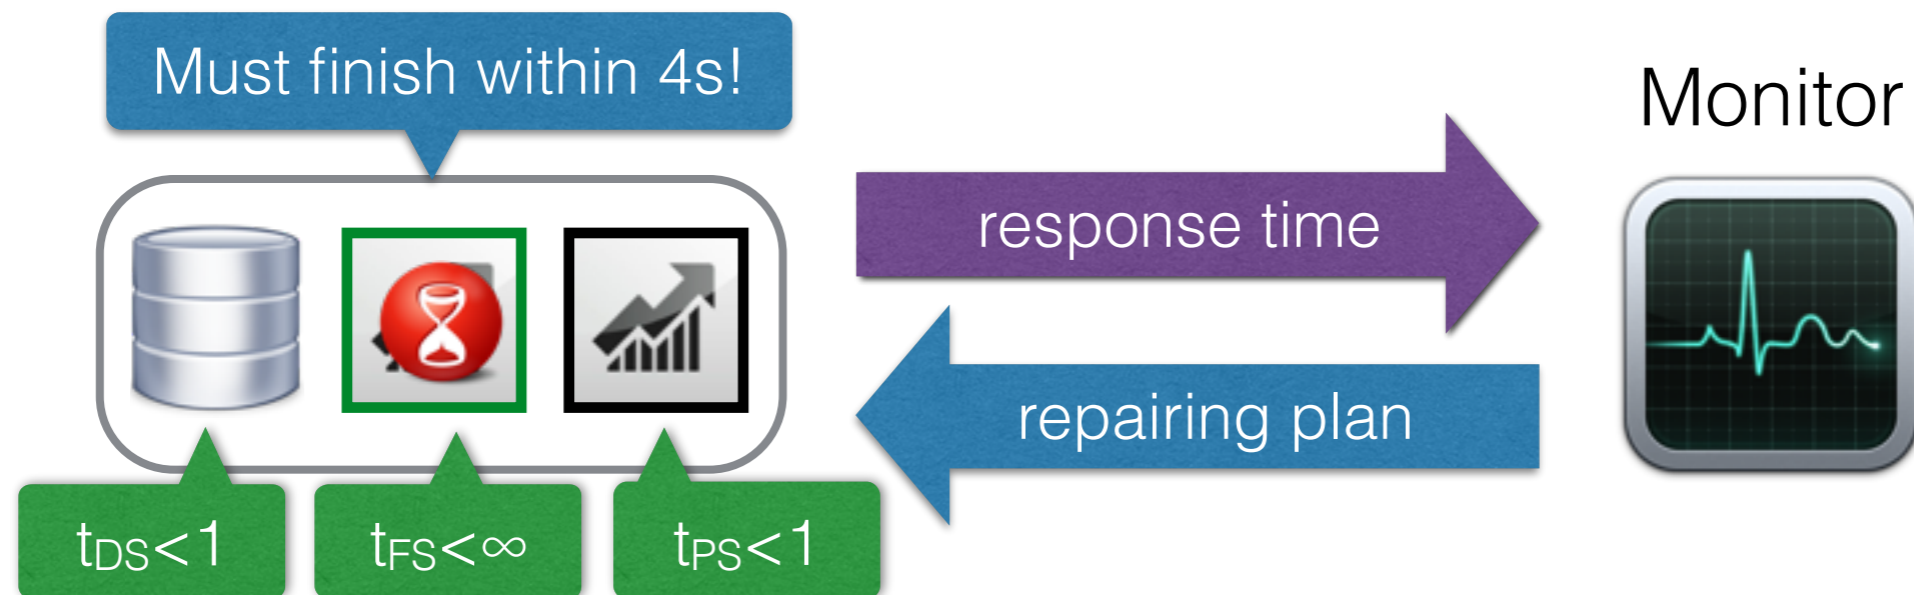 Must finish within 4s!
Monitor
response time
repairing plan
tDS<1
tFS<∞
tPS<1